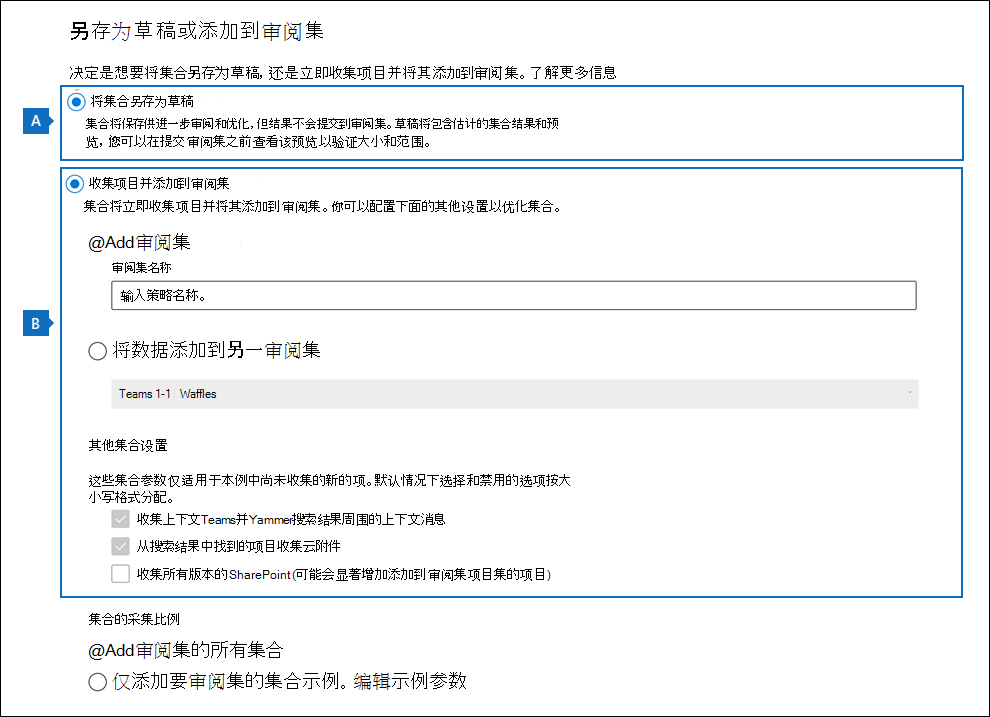 另存为草稿或添加到审阅集
决定是想要将集合另存为草稿, 还是立即收集项目并将其添加到审阅集。了解更多信息
A
将集合另存为草稿
集合将保存供进一步审阅和优化, 但结果不会提交到审阅集。草稿将包含估计的集合结果和预
览, 您可以在提交 审阅集之前查看该预览以验证大小和范围。
收集项目并添加到审阅集
集合将立即收集项目并将其添加到审阅集。你可以配置下面的其他设置以优化集合。
@Add审阅集
审阅集名称
输入策略名称。
B
将数据添加到另一审阅集
Teams 1-1 Waffles
其他集合设置
这些集合参数仅适用于本例中尚未收集的新的项。默认情况下选择和禁用的选项按大
小写格式分配。
收集上下文Teams并Yammer搜索结果周围的上下文消息
从搜索结果中找到的项目收集云附件
收集所有版本的SharePoint(可能会显著增加添加到审阅集项目集的项目)
集合的采集比例
@Add审阅集的所有集合
仅添加要审阅集的集合示例。编辑示例参数